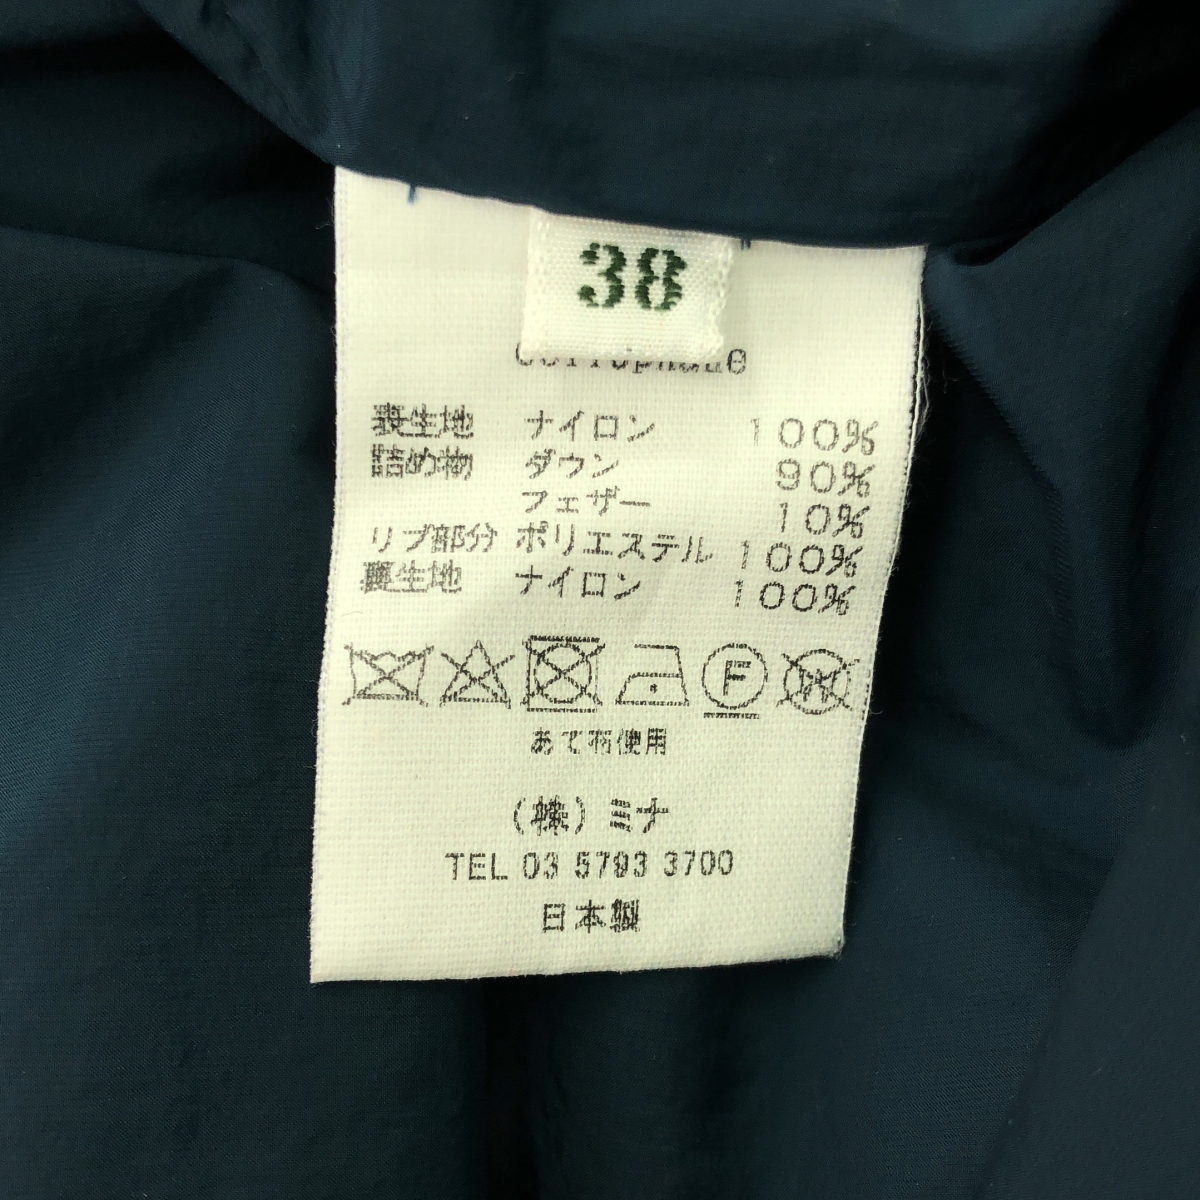 38
表生地 ナイロン 100%
詰め物 ダウン 90%
フェザー 10%
リブ部分 ポリエステル 100%
裏生地 ナイロン 100%
F W
あて布使用
(株)ミナ
TEL 03 5793 3700
日本製